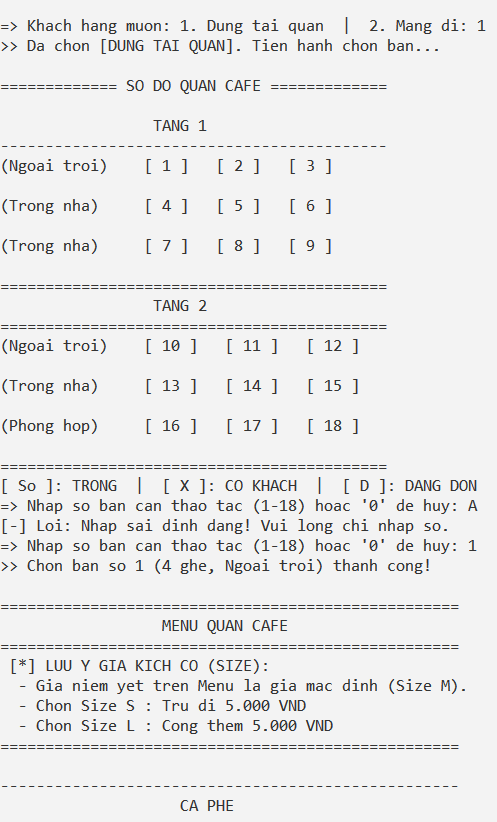 => Khach hang muon: 1. Dung tai quan  |  2. Mang di: 1
>> Da chon [DUNG TAI QUAN]. Tien hanh chon ban...
============= SO DO QUAN CAFE =============
TANG 1
-------------------------------------------
(Ngoai troi)    [ 1 ]   [ 2 ]   [ 3 ]
(Trong nha)     [ 4 ]   [ 5 ]   [ 6 ]
(Trong nha)     [ 7 ]   [ 8 ]   [ 9 ]
===========================================
TANG 2
===========================================
(Ngoai troi)    [ 10 ]   [ 11 ]   [ 12 ]
(Trong nha)     [ 13 ]   [ 14 ]   [ 15 ]
(Phong hop)     [ 16 ]   [ 17 ]   [ 18 ]
===========================================
[ So ]: TRONG  |  [ X ]: CO KHACH  |  [ D ]: DANG DON
=> Nhap so ban can thao tac (1-18) hoac '0' de huy: A
[-] Loi: Nhap sai dinh dang! Vui long chi nhap so.
=> Nhap so ban can thao tac (1-18) hoac '0' de huy: 1
>> Chon ban so 1 (4 ghe, Ngoai troi) thanh cong!
===================================================
MENU QUAN CAFE
===================================================
[*] LUU Y GIA KICH CO (SIZE):
- Gia niem yet tren Menu la gia mac dinh (Size M).
- Chon Size S : Tru di 5.000 VND
- Chon Size L : Cong them 5.000 VND
===================================================
---------------------------------------------------
CA PHE